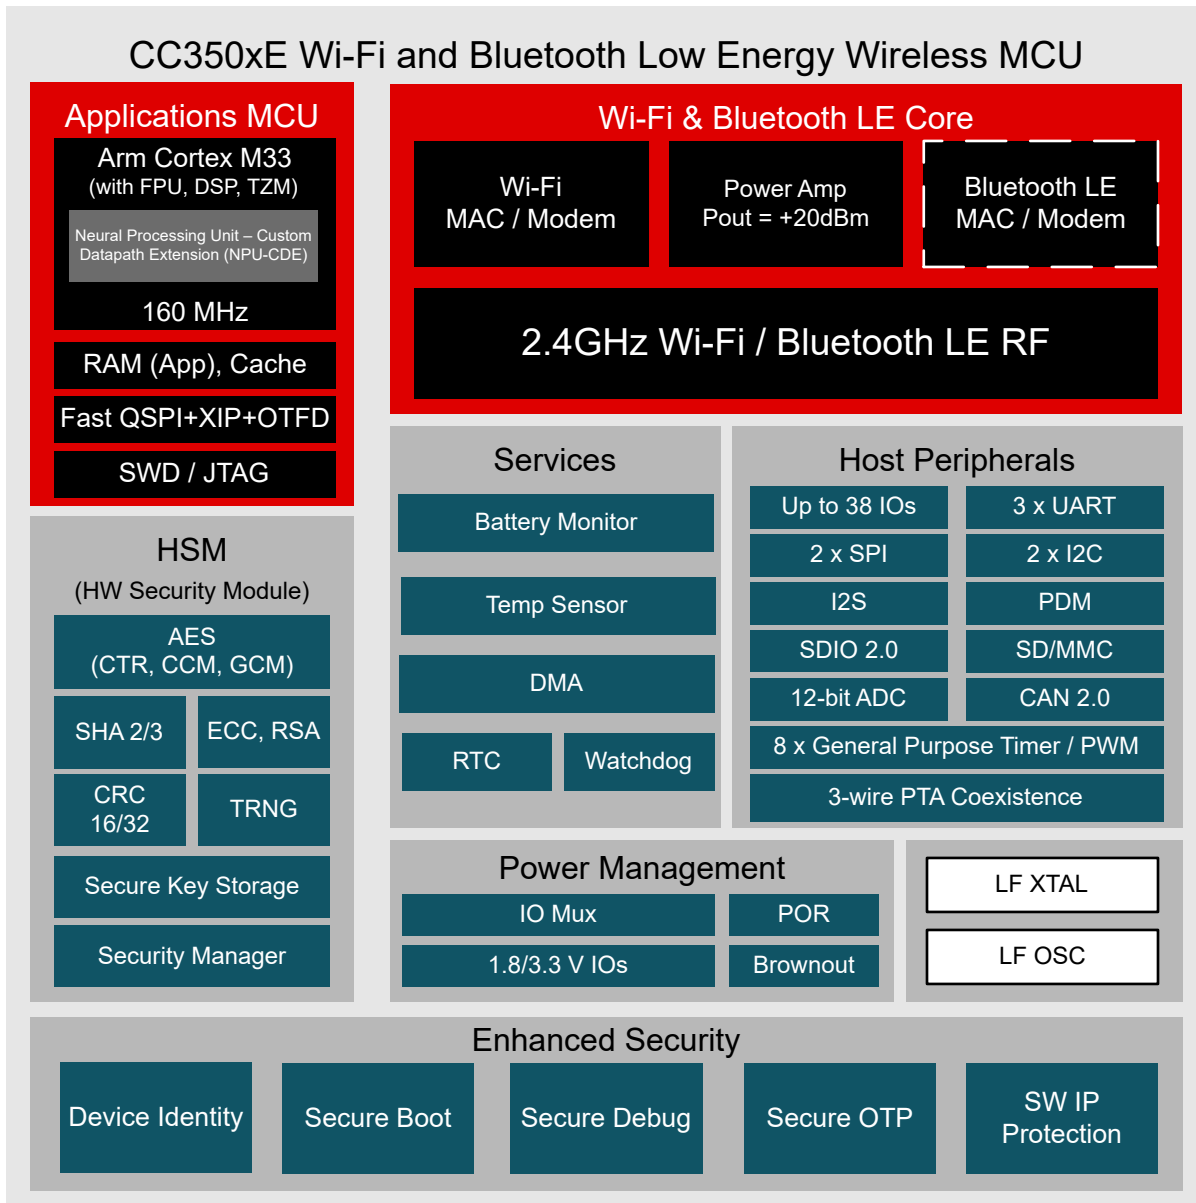 CC350xE Wi-Fi and Bluetooth Low Energy Wireless MCU
Applications MCU
Arm Cortex M33
(with FPU, DSP, TZM)
Neural Processing Unit – Custom
Datapath Extension (NPU-CDE)
160 MHz
RAM (App), Cache
Fast QSPI+XIP+OTFD
SWD / JTAG
Wi-Fi & Bluetooth LE Core
Wi-Fi
MAC / Modem
Power Amp
Pout = +20dBm
Bluetooth LE
MAC / Modem
2.4GHz Wi-Fi / Bluetooth LE RF
HSM
(HW Security Module)
AES
(CTR, CCM, GCM)
SHA 2/3
ECC, RSA
CRC
16/32
TRNG
Secure Key Storage
Security Manager
Services
Battery Monitor
Temp Sensor
DMA
RTC
Watchdog
Host Peripherals
Up to 38 IOs
3 x UART
2 x SPI
2 x I2C
I2S
PDM
SDIO 2.0
SD/MMC
12-bit ADC
CAN 2.0
8 x General Purpose Timer / PWM
3-wire PTA Coexistence
Power Management
IO Mux
POR
1.8/3.3 V IOs
Brownout
LF XTAL
LF OSC
Enhanced Security
Device Identity
Secure Boot
Secure Debug
Secure OTP
SW IP
Protection